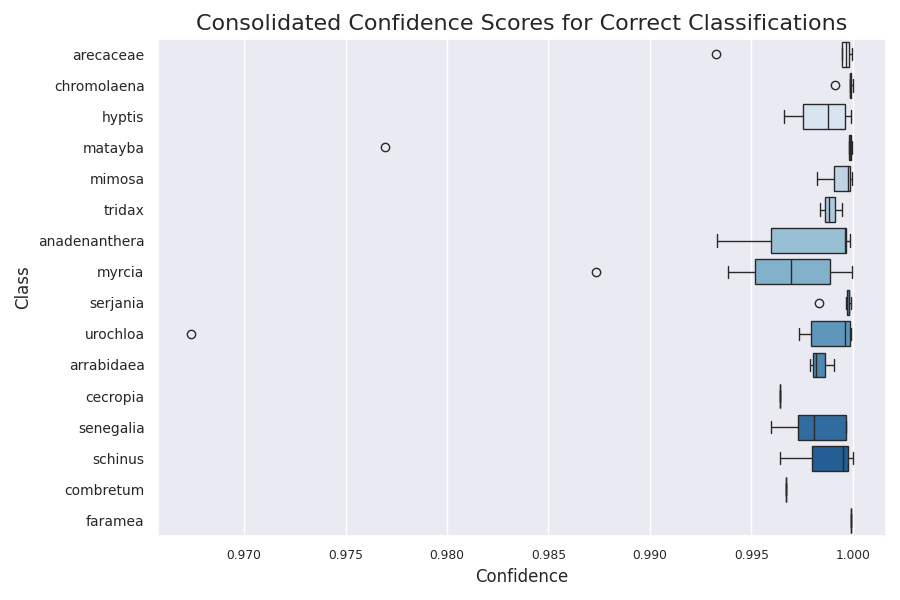 Consolidated Confidence Scores for Correct Classifications
arecaceae
chromolaena
hyptis
matayba
mimosa
tridax
anadenanthera
myrcia
serjania
urochloa
arrabidaea
cecropia
senegalia
schinus
combretum
faramea
Class
0.970 0.975 0.980 0.985 0.990 0.995 1.000
Confidence